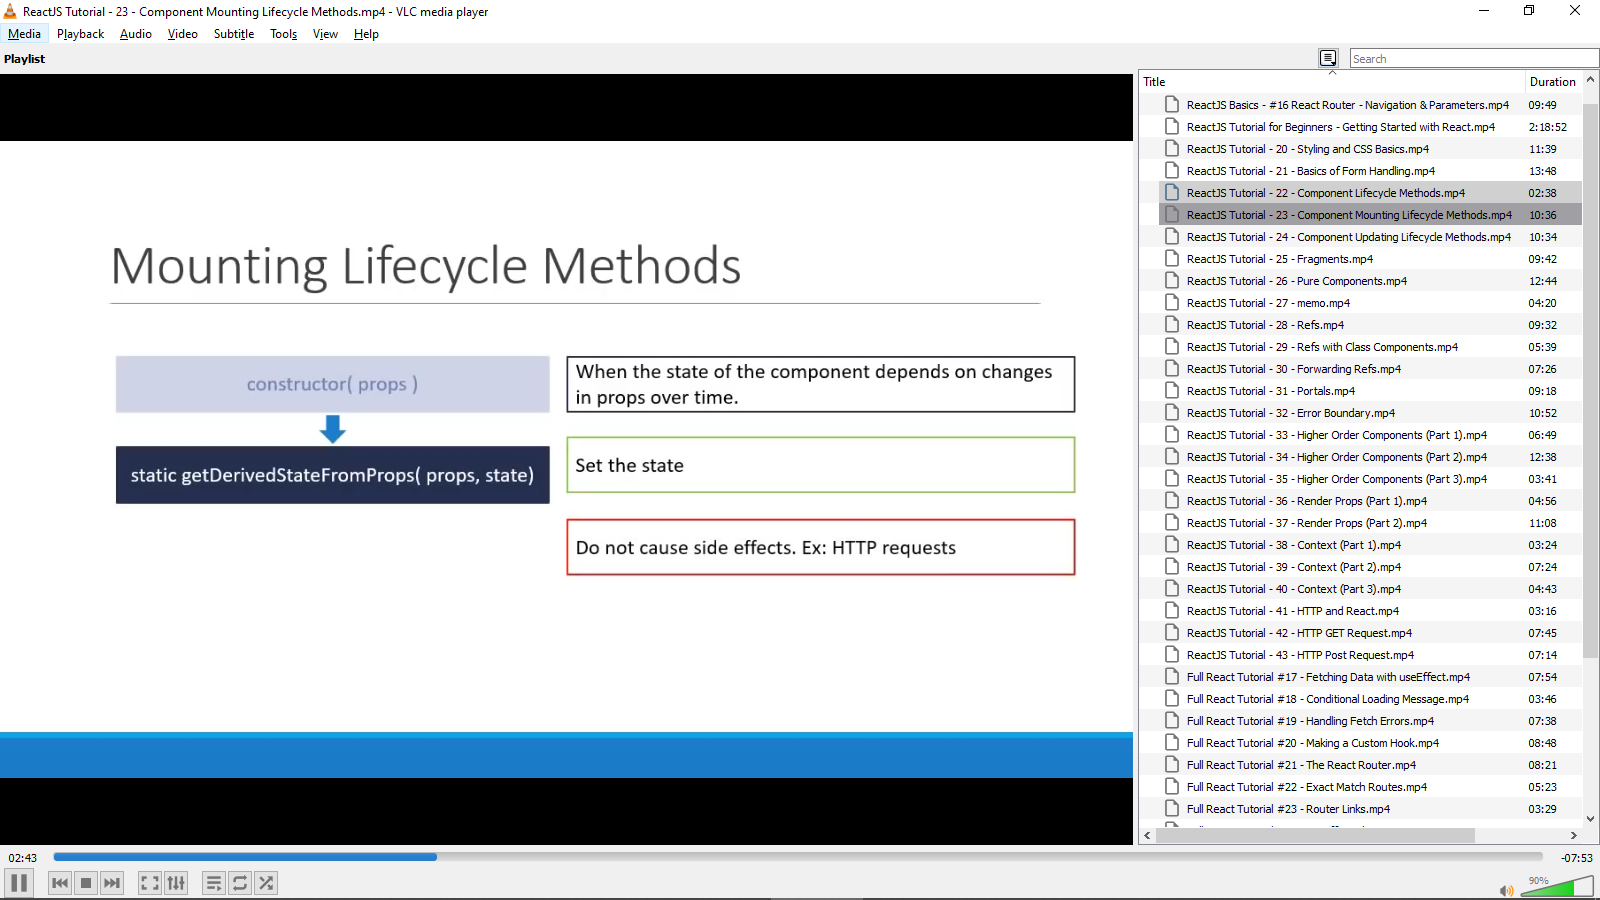 ReactJS Tutorial - 23 - Component Mounting Lifecycle Methods.mp4 - VLC media player
Media Playback Audio Video Subtitle Tools View Help
Playlist
Search
Mounting Lifecycle Methods
constructor( props )
static getDerivedStateFromProps( props, state)
When the state of the component depends on changes
in props over time.
Set the state
Do not cause side effects. Ex: HTTP requests
Title Duration
ReactJS Basics - #16 React Router - Navigation & Parameters.mp4 09:49
ReactJS Tutorial for Beginners - Getting Started with React.mp4 2:18:52
ReactJS Tutorial - 20 - Styling and CSS Basics.mp4 11:39
ReactJS Tutorial - 21 - Basics of Form Handling.mp4 13:48
ReactJS Tutorial - 22 - Component Lifecycle Methods.mp4 02:38
ReactJS Tutorial - 23 - Component Mounting Lifecycle Methods.mp4 10:36
ReactJS Tutorial - 24 - Component Updating Lifecycle Methods.mp4 10:34
ReactJS Tutorial - 25 - Fragments.mp4 09:42
ReactJS Tutorial - 26 - Pure Components.mp4 12:44
ReactJS Tutorial - 27 - memo.mp4 04:20
ReactJS Tutorial - 28 - Refs.mp4 09:32
ReactJS Tutorial - 29 - Refs with Class Components.mp4 05:39
ReactJS Tutorial - 30 - Forwarding Refs.mp4 07:26
ReactJS Tutorial - 31 - Portals.mp4 09:18
ReactJS Tutorial - 32 - Error Boundary.mp4 10:52
ReactJS Tutorial - 33 - Higher Order Components (Part 1).mp4 06:49
ReactJS Tutorial - 34 - Higher Order Components (Part 2).mp4 12:38
ReactJS Tutorial - 35 - Higher Order Components (Part 3).mp4 03:41
ReactJS Tutorial - 36 - Render Props (Part 1).mp4 04:56
ReactJS Tutorial - 37 - Render Props (Part 2).mp4 11:08
ReactJS Tutorial - 38 - Context (Part 1).mp4 03:24
ReactJS Tutorial - 39 - Context (Part 2).mp4 07:24
ReactJS Tutorial - 40 - Context (Part 3).mp4 04:43
ReactJS Tutorial - 41 - HTTP and React.mp4 03:16
ReactJS Tutorial - 42 - HTTP GET Request.mp4 07:45
ReactJS Tutorial - 43 - HTTP Post Request.mp4 07:14
Full React Tutorial #17 - Fetching Data with useEffect.mp4 07:54
Full React Tutorial #18 - Conditional Loading Message.mp4 03:46
Full React Tutorial #19 - Handling Fetch Errors.mp4 07:38
Full React Tutorial #20 - Making a Custom Hook.mp4 08:48
Full React Tutorial #21 - The React Router.mp4 08:21
Full React Tutorial #22 - Exact Match Routes.mp4 05:23
Full React Tutorial #23 - Router Links.mp4 03:29
02:43 -07:53
90%